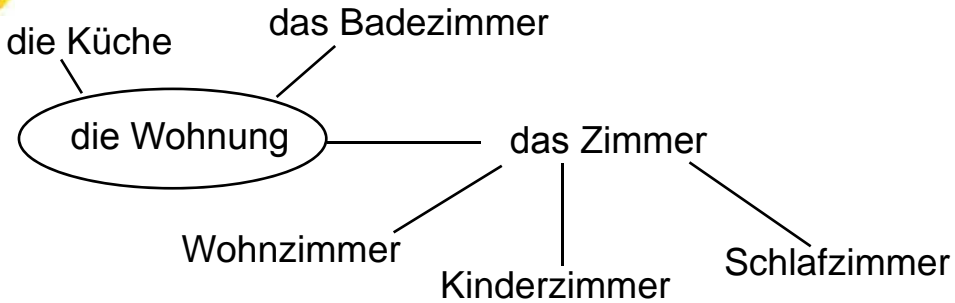 das Badezimmer
die Küche
die Wohnung
das Zimmer
Wohnzimmer
Schlafzimmer
Kinderzimmer